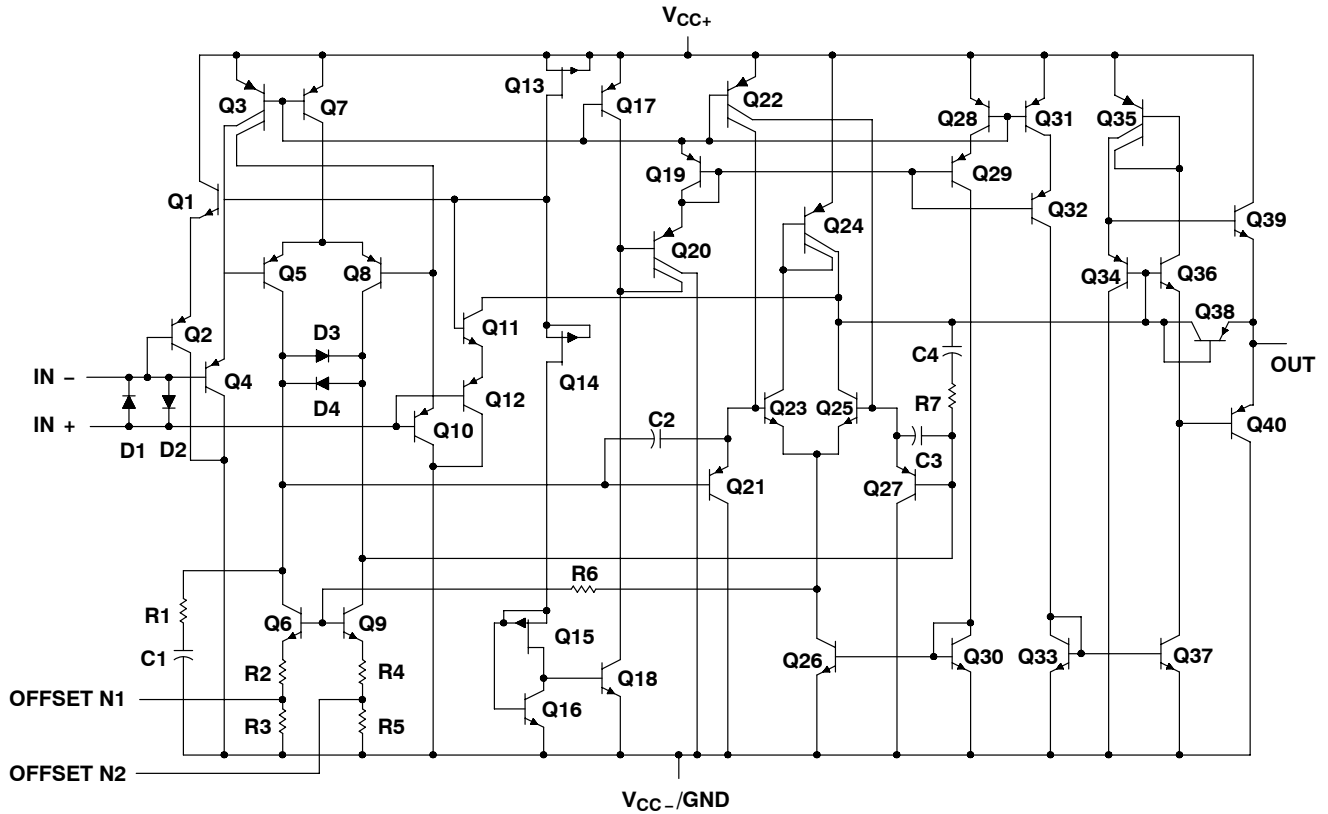 VCC+
Q3
Q7
Q13
Q17
Q22
Q28
Q31
Q35
Q1
Q19
Q29
Q32
Q39
Q5
Q8
Q20
Q24
Q34
Q36
Q2
D3
Q11
Q38
IN −
Q4
Q14
C4
OUT
D4
Q12
R7
IN +
D1
D2
Q10
C2
Q23
Q25
C3
Q40
Q21
Q27
R6
R1
Q6
Q9
Q15
C1
R2
R4
Q18
Q26
Q30
Q33
Q37
OFFSET N1
R3
R5
Q16
OFFSET N2
VCC−/GND